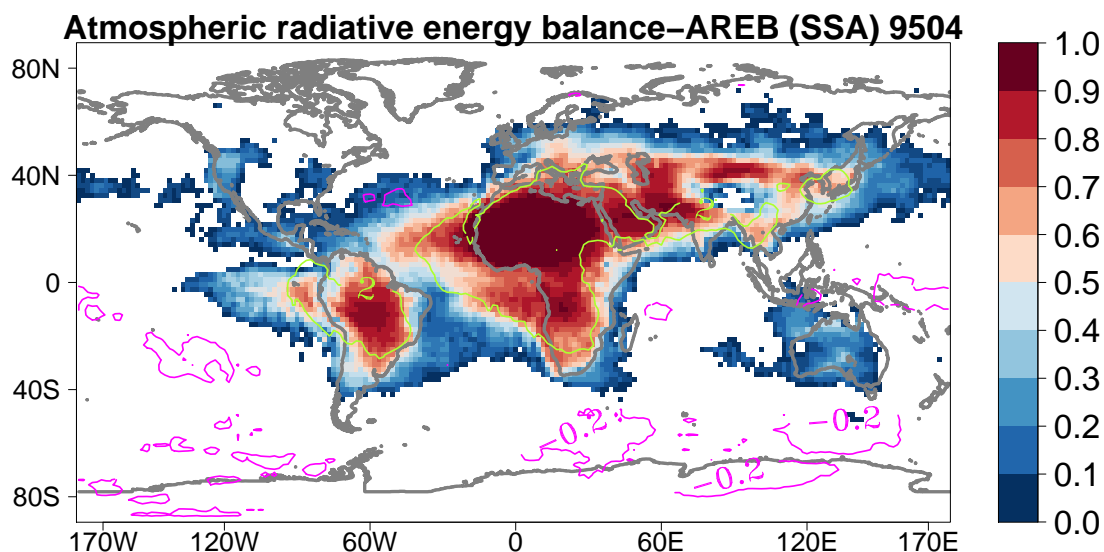 Atmospheric radiative energy balance−AREB (SSA) 9504
80N
40N
0
40S
80S
170W
120W
60W
0
60E
120E
170E
2
2
−0.2
−0.2
−0.2
1.0
0.9
0.8
0.7
0.6
0.5
0.4
0.3
0.2
0.1
0.0